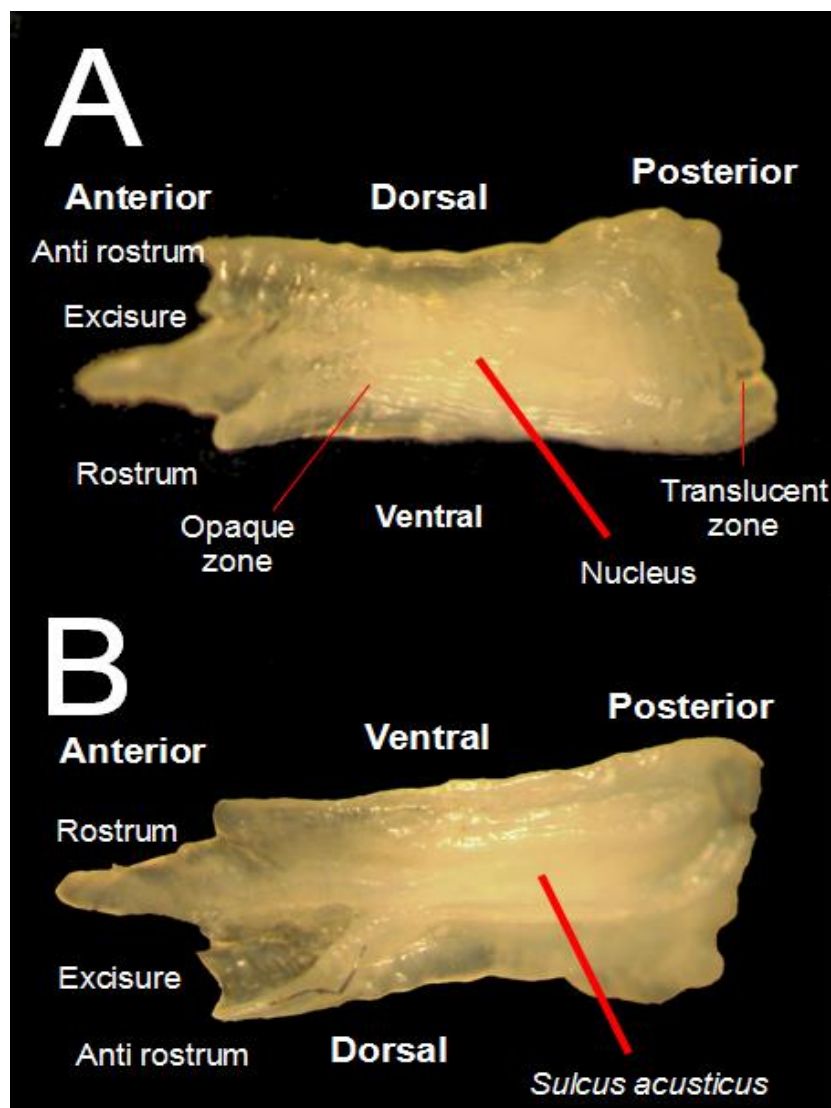 A
Anterior
Dorsal
Posterior
Anti rostrum
Excisure
Rostrum
Opaque
zone
Ventral
Translucent
zone
Nucleus
B
Anterior
Ventral
Posterior
Rostrum
Excisure
Anti rostrum
Dorsal
Sulcus acusticus